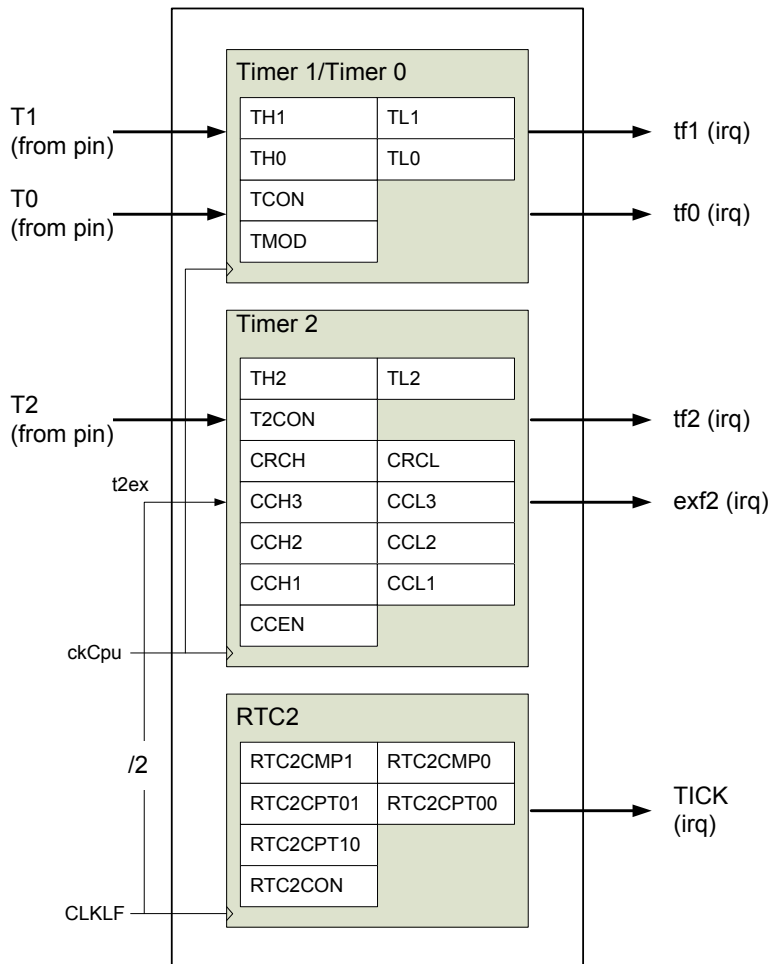 Timer 1/Timer 0
T1
(from pin)
TH1 TL1
tf1 (irq)
TH0 TL0
T0
(from pin)
TCON
tf0 (irq)
TMOD
Timer 2
TH2 TL2
T2
(from pin)
T2CON
tf2 (irq)
CRCH CRCL
t2ex
CCH3 CCL3
exf2 (irq)
CCH2 CCL2
CCH1 CCL1
CCEN
ckCpu
RTC2
/2
RTC2CMP1 RTC2CMP0
RTC2CPT01 RTC2CPT00
TICK
(irq)
RTC2CPT10
RTC2CON
CLKLF